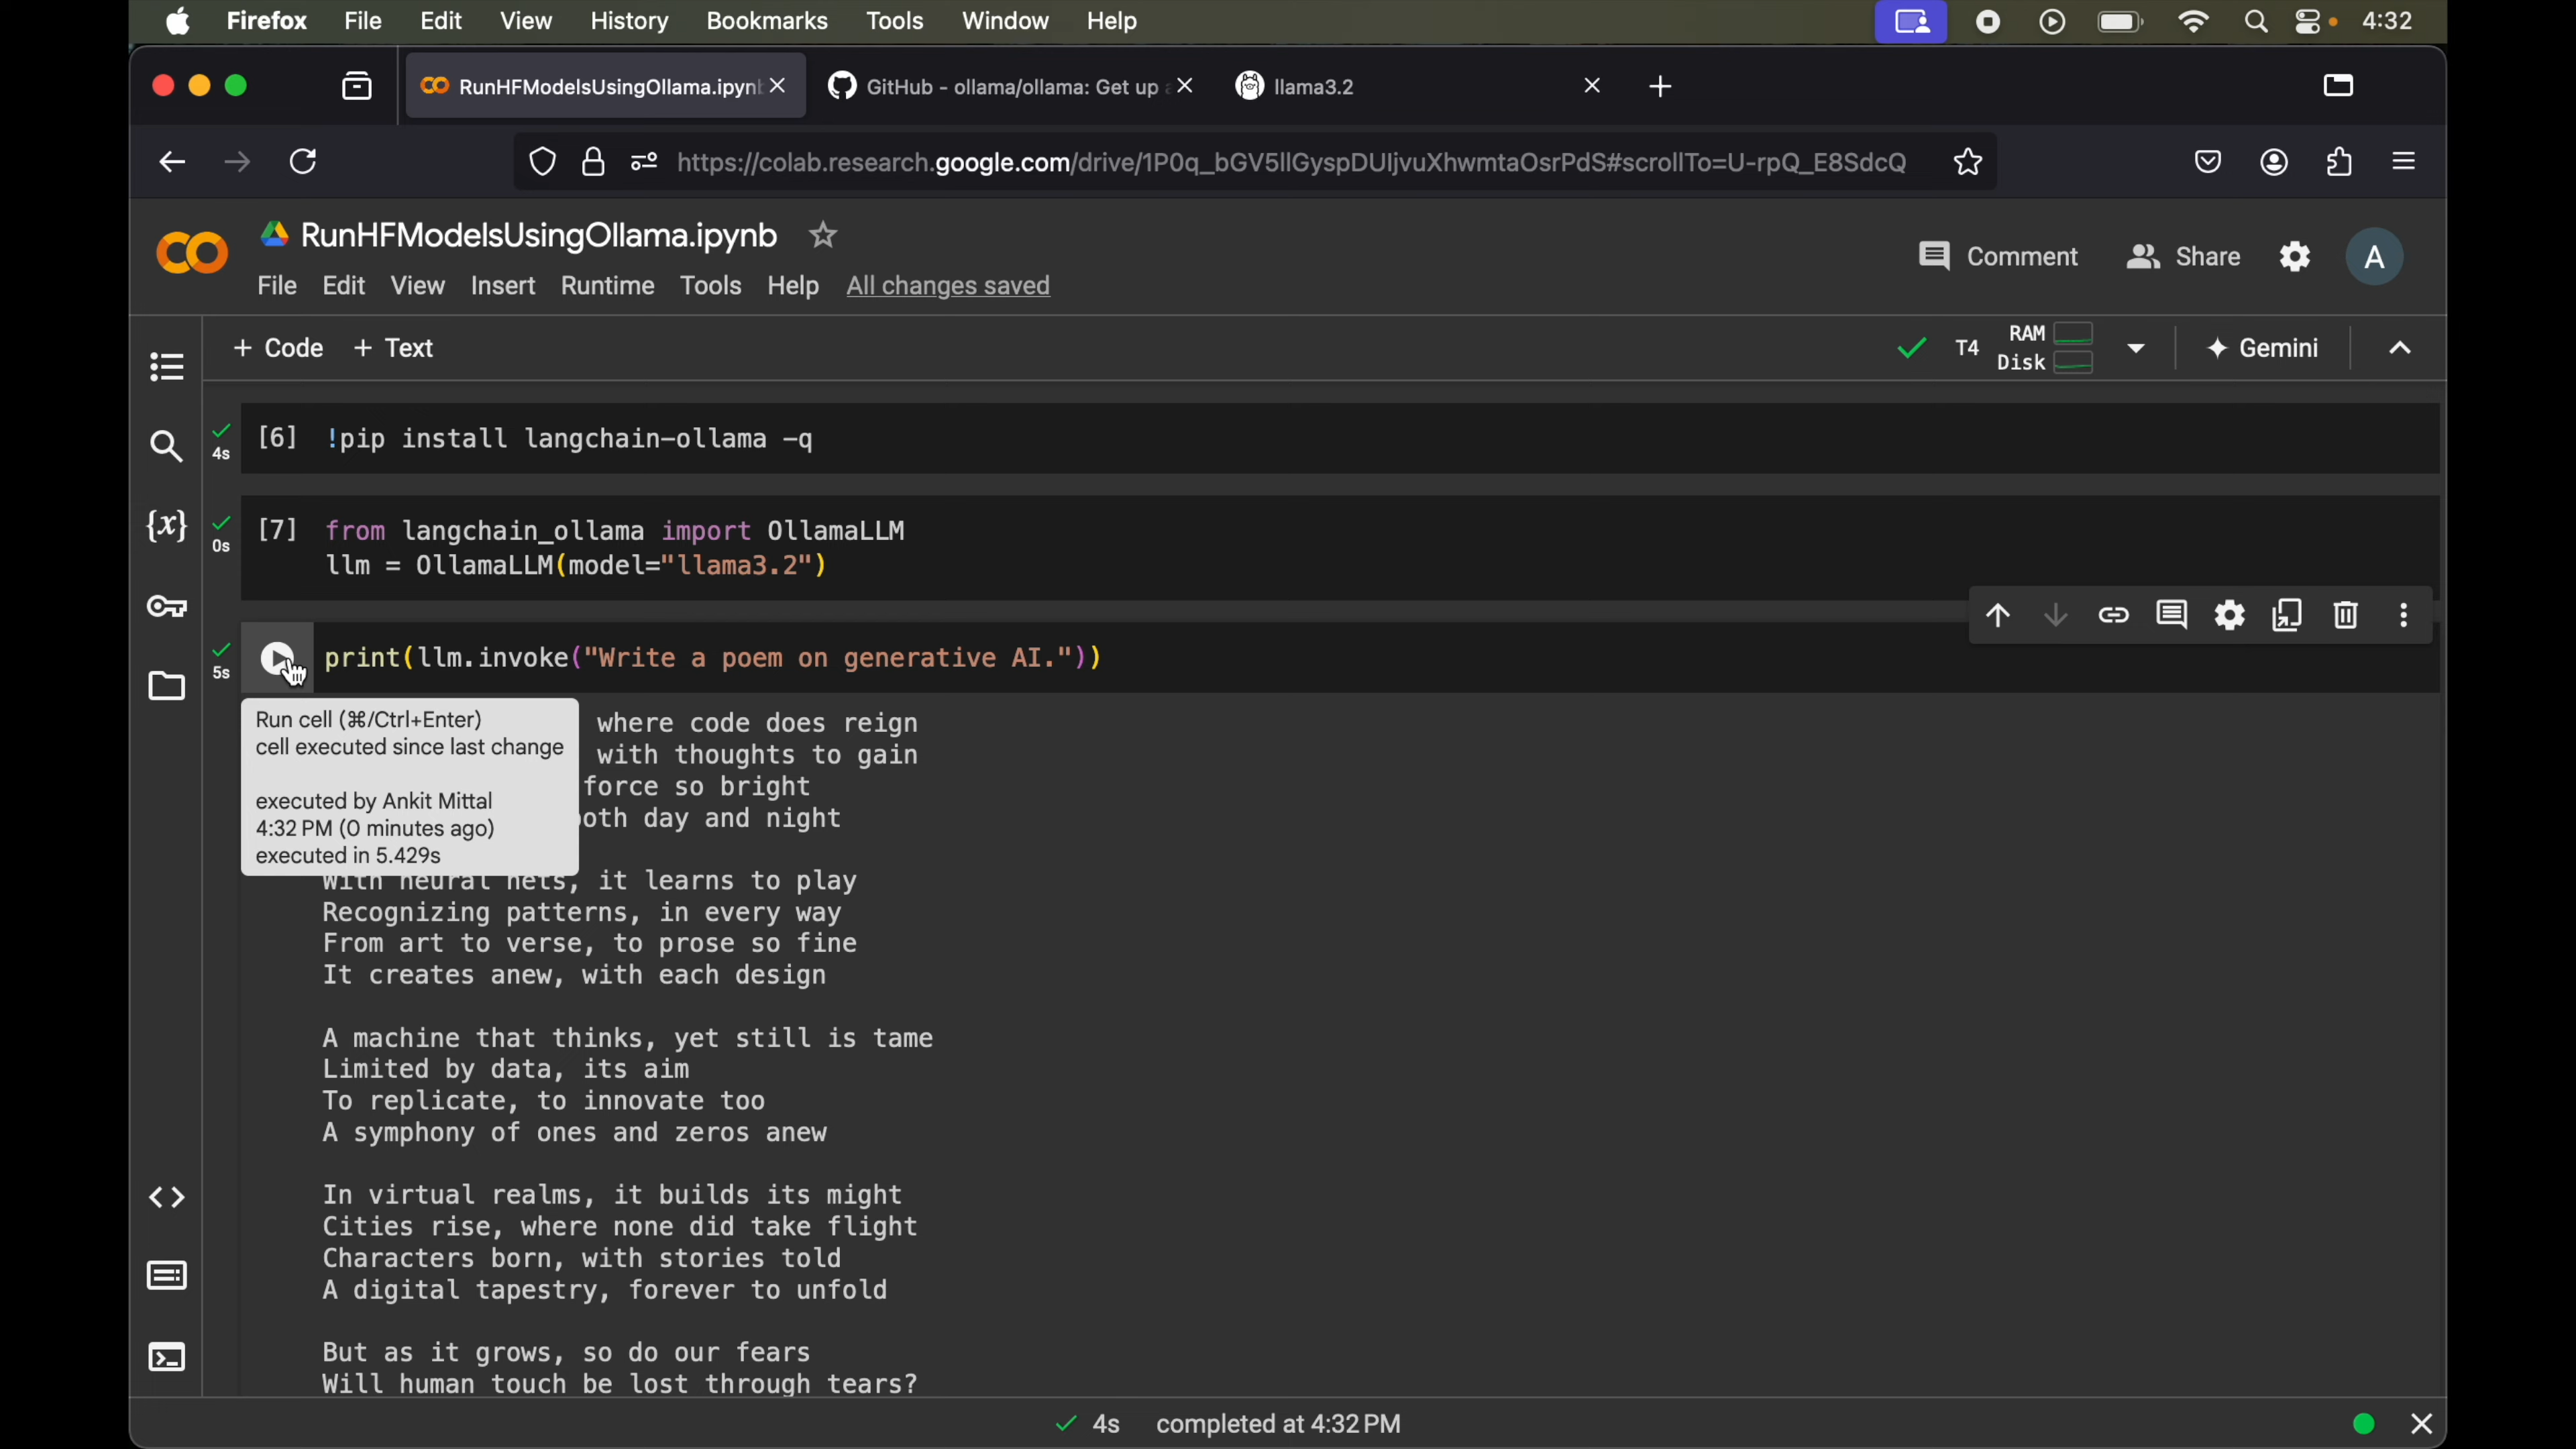 Firefox File Edit View History Bookmarks Tools Window Help 4:32
RunHFModelsUsingOllama.ipynb GitHub - ollama/ollama: Get up llama3.2
https://colab.research.google.com/drive/1P0q_bGV5llGyspDUIjvuXhwmtaOsrPdS#scrollTo=U-rpQ_E8SdcQ
RunHFModelsUsingOllama.ipynb
Comment Share A
File Edit View Insert Runtime Tools Help All changes saved
+ Code + Text T4 RAM Disk Gemini
4s [6] !pip install langchain-ollama -q
0s [7] from langchain_ollama import OllamaLLM
llm = OllamaLLM(model="llama3.2")
5s print(llm.invoke("Write a poem on generative AI."))
Run cell (⌘/Ctrl+Enter)
cell executed since last change
executed by Ankit Mittal
4:32 PM (0 minutes ago)
executed in 5.429s
where code does reign
with thoughts to gain
force so bright
both day and night
With neural nets, it learns to play
Recognizing patterns, in every way
From art to verse, to prose so fine
It creates anew, with each design
A machine that thinks, yet still is tame
Limited by data, its aim
To replicate, to innovate too
A symphony of ones and zeros anew
In virtual realms, it builds its might
Cities rise, where none did take flight
Characters born, with stories told
A digital tapestry, forever to unfold
But as it grows, so do our fears
Will human touch be lost through tears?
4s completed at 4:32 PM